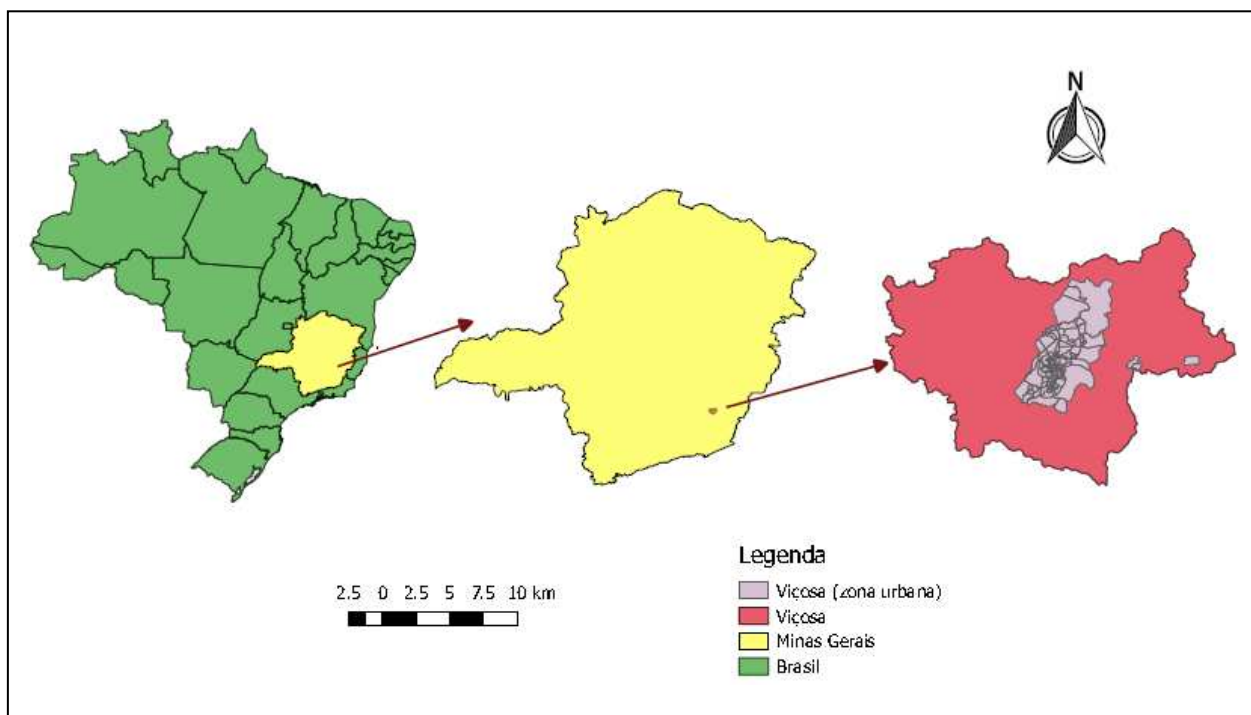 N
2.5 0 2.5 5 7.5 10 km
Legenda
Viçosa (zona urbana)
Viçosa
Minas Gerais
Brasil